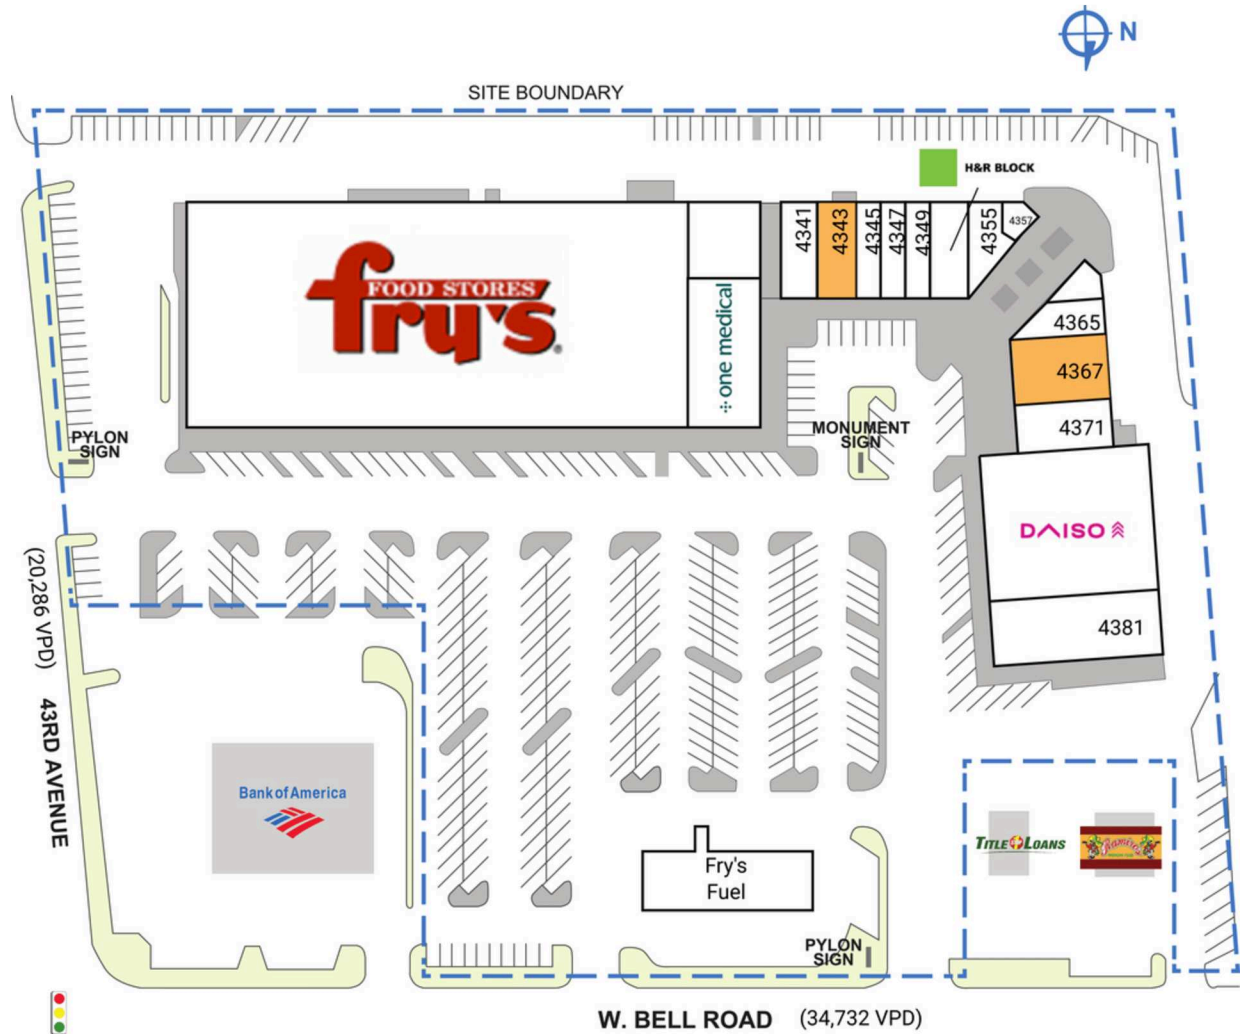 N
SITE BOUNDARY
H&R BLOCK
4341
4343
4345
4347
4349
4355
4357
fry's
FOOD STORES
one medical
4365
4367
4371
PYLON
SIGN
MONUMENT
SIGN
DAISO
4381
(20,286 VPD)
43RD AVENUE
Bank of America
Fry's
Fuel
TITLE LOANS
Ramiro's
PYLON
SIGN
W. BELL ROAD (34,732 VPD)